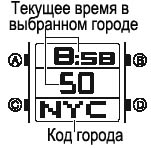 Текущее время в
выбранном городе
A 8:58 B
50
C NYC D
Код города